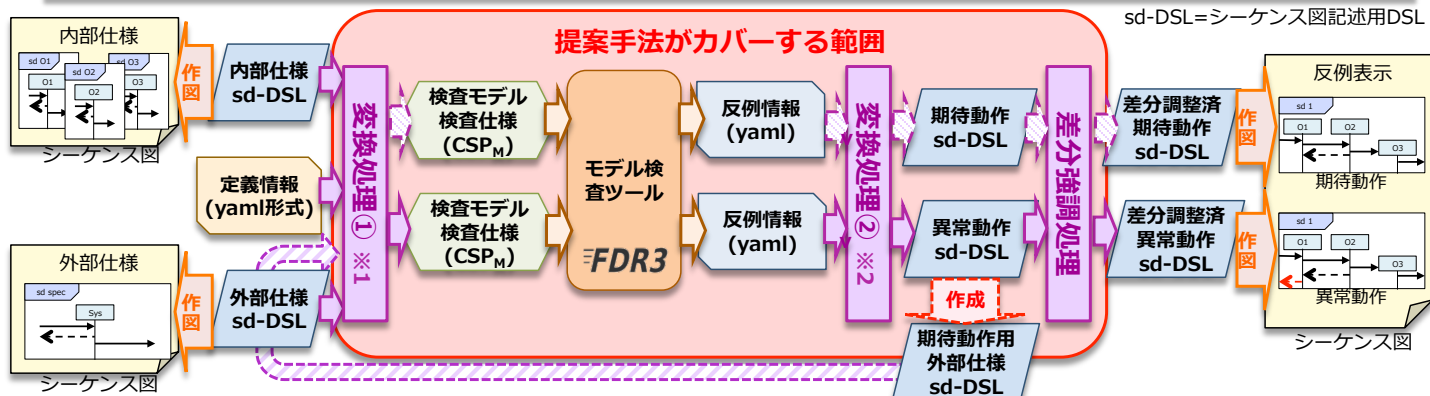 sd-DSL=シーケンス図記述用DSL
提案手法がカバーする範囲
内部仕様
sd O1
sd O2
sd O3
O1
O2
O3
シーケンス図
作図
内部仕様
sd-DSL
定義情報
(yaml形式)
外部仕様
sd spec
Sys
シーケンス図
作図
外部仕様
sd-DSL
変換処理① ※1
検査モデル
検査仕様
(CSPM)
検査モデル
検査仕様
(CSPM)
モデル検
査ツール
FDR3
反例情報
(yaml)
反例情報
(yaml)
変換処理② ※2
期待動作
sd-DSL
異常動作
sd-DSL
作成
期待動作用
外部仕様
sd-DSL
差分強調処理
差分調整済
期待動作
sd-DSL
差分調整済
異常動作
sd-DSL
作図
作図
反例表示
sd 1
O1
O2
O3
期待動作
sd 1
O1
O2
O3
異常動作
シーケンス図